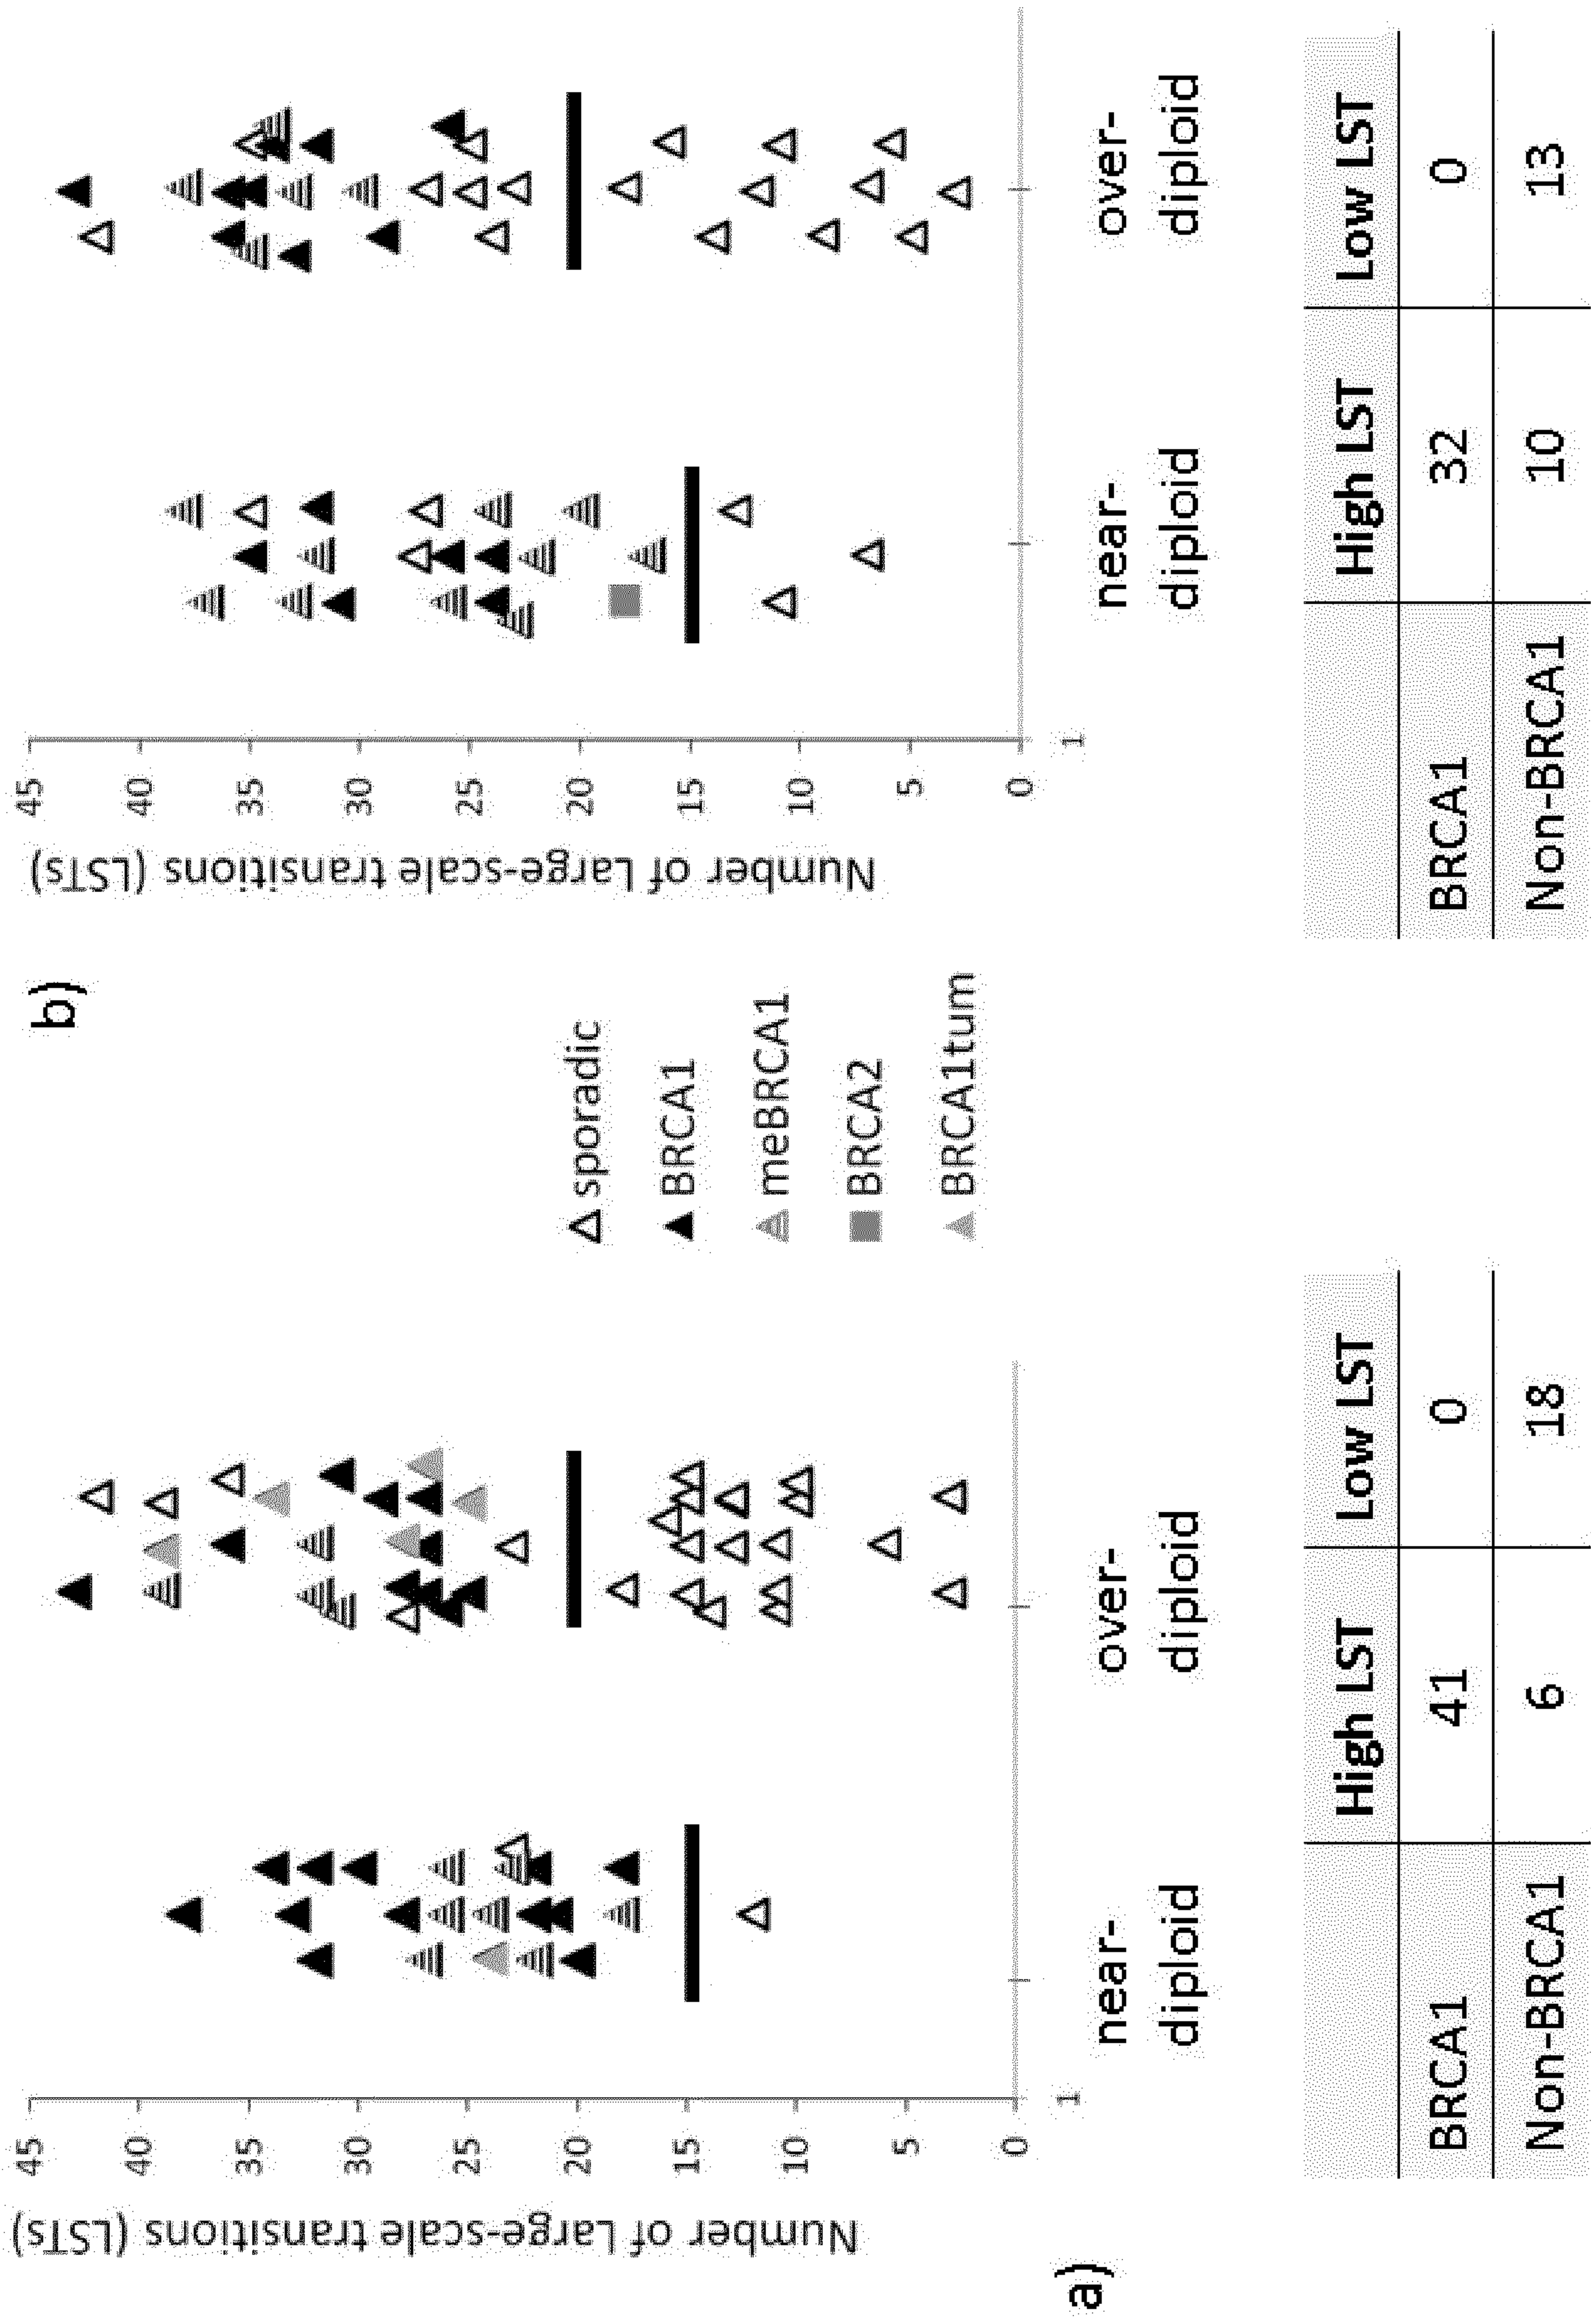 a)
Number of Large-scale transitions (LSTs)
45
40
35
30
25
20
15
10
5
0
1
near-
diploid
over-
diploid
sporadic
BRCA1
meBRCA1
BRCA2
BRCA1tum
High LST Low LST
BRCA1 41 0
Non-BRCA1 6 18
b)
Number of Large-scale transitions (LSTs)
45
40
35
30
25
20
15
10
5
0
1
near-
diploid
over-
diploid
High LST Low LST
BRCA1 32 0
Non-BRCA1 10 13